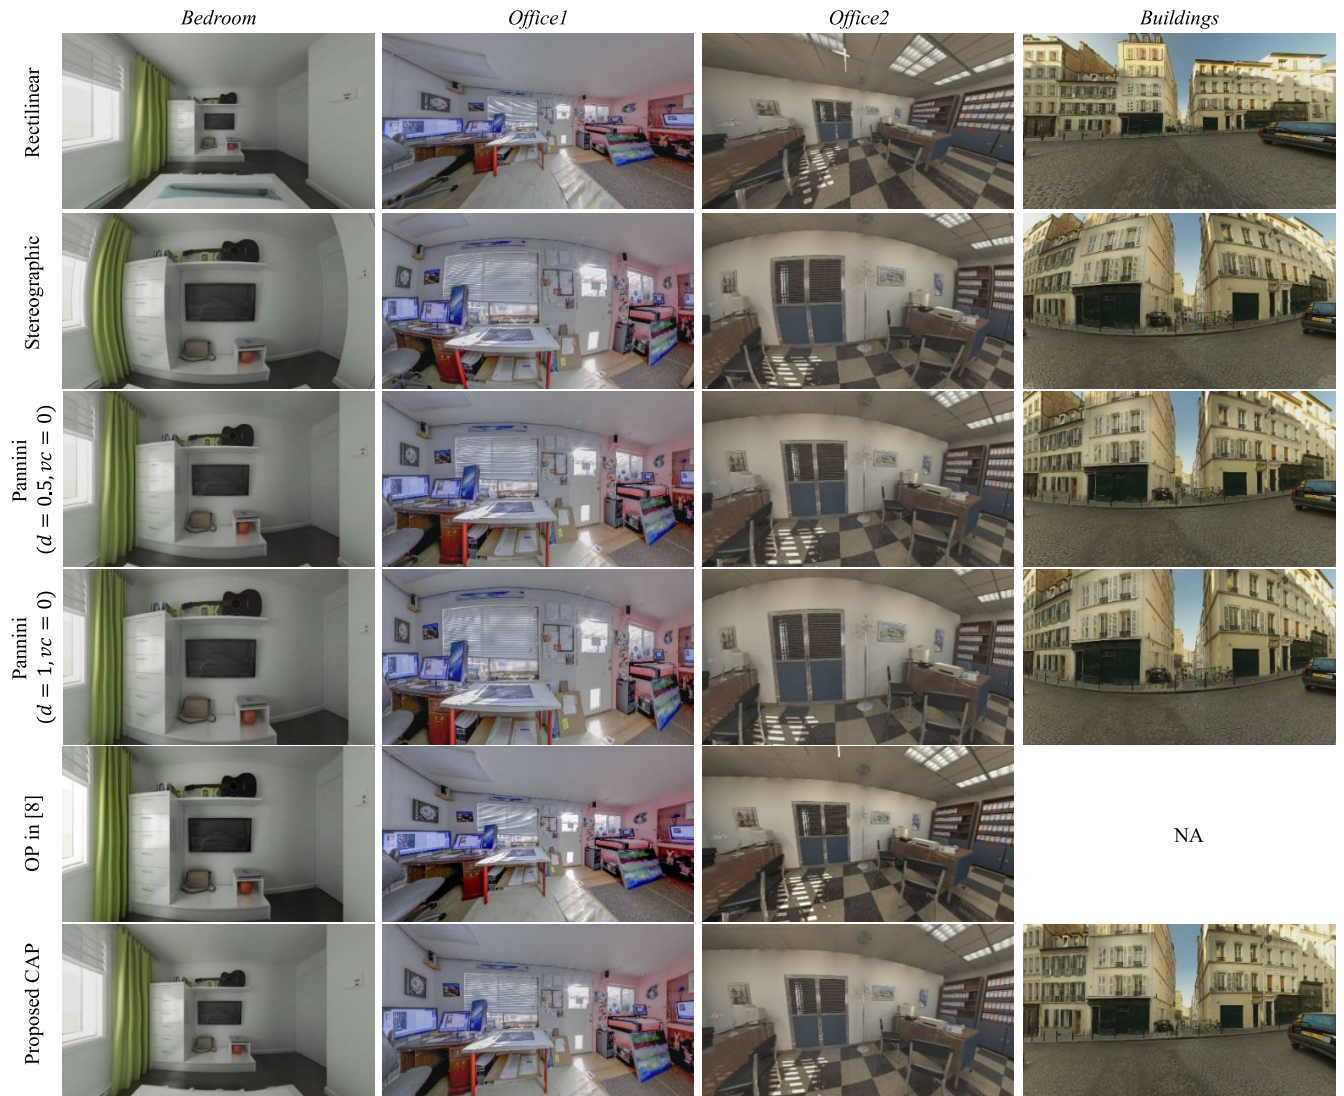 Bedroom
Office1
Office2
Buildings
Rectilinear
Stereographic
Pannini
(d = 0.5, vc = 0)
Pannini
(d = 1, vc = 0)
OP in [8]
NA
Proposed CAP